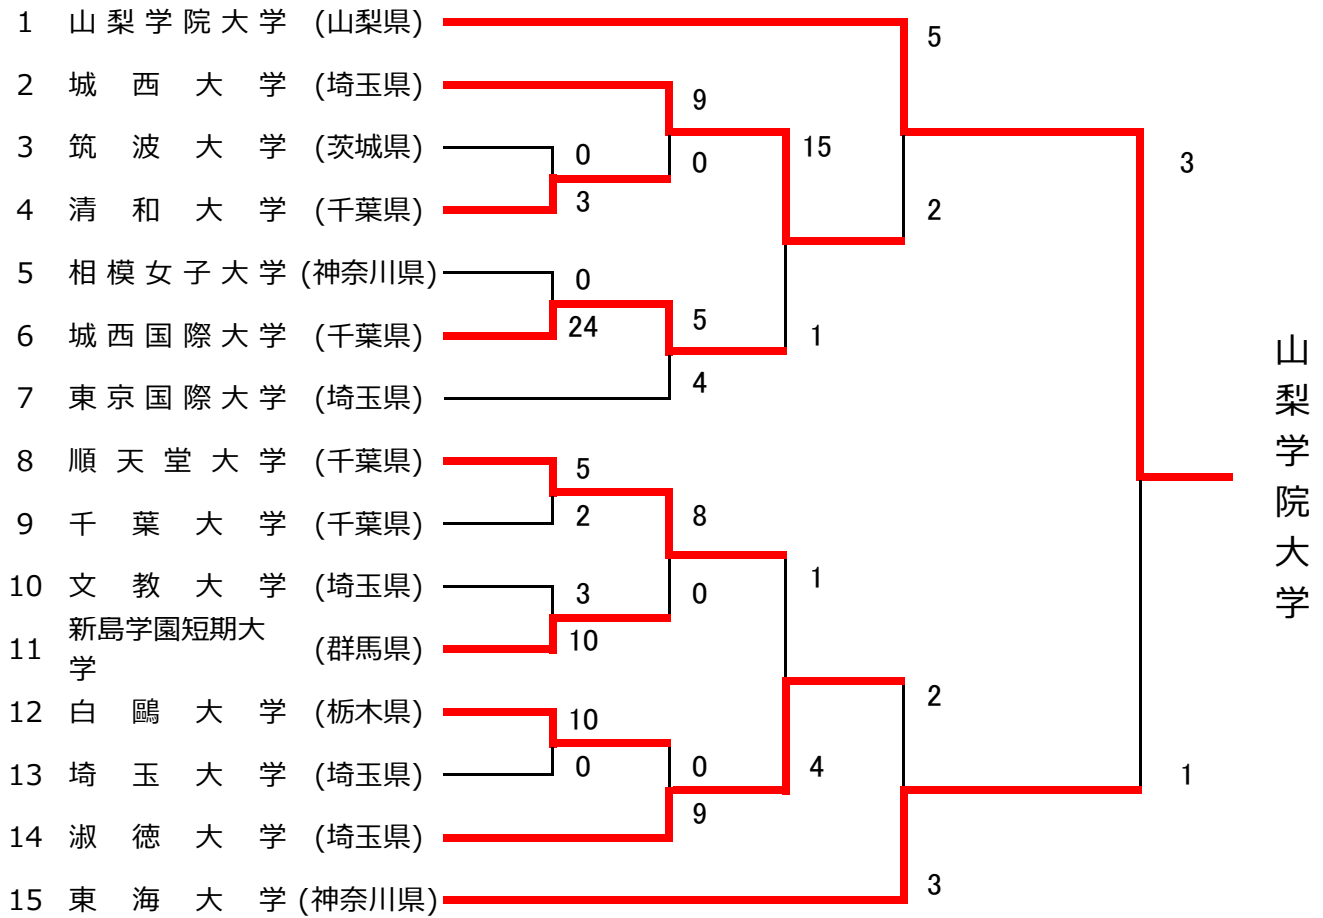 1 山梨学院大学 (山梨県)
5
2 城西大学 (埼玉県)
9
3 筑波大学 (茨城県)
0
0
15
3
4 清和大学 (千葉県)
3
2
5 相模女子大学 (神奈川県)
0
6 城西国際大学 (千葉県)
24
5
1
7 東京国際大学 (埼玉県)
4
山梨学院大学
8 順天堂大学 (千葉県)
5
9 千葉大学 (千葉県)
2
8
10 文教大学 (埼玉県)
3
0
1
11 新島学園短期大
学
(群馬県)
10
12 白鷗大学 (栃木県)
10
2
13 埼玉大学 (埼玉県)
0
0
4
1
14 淑徳大学 (埼玉県)
9
15 東海大学 (神奈川県)
3